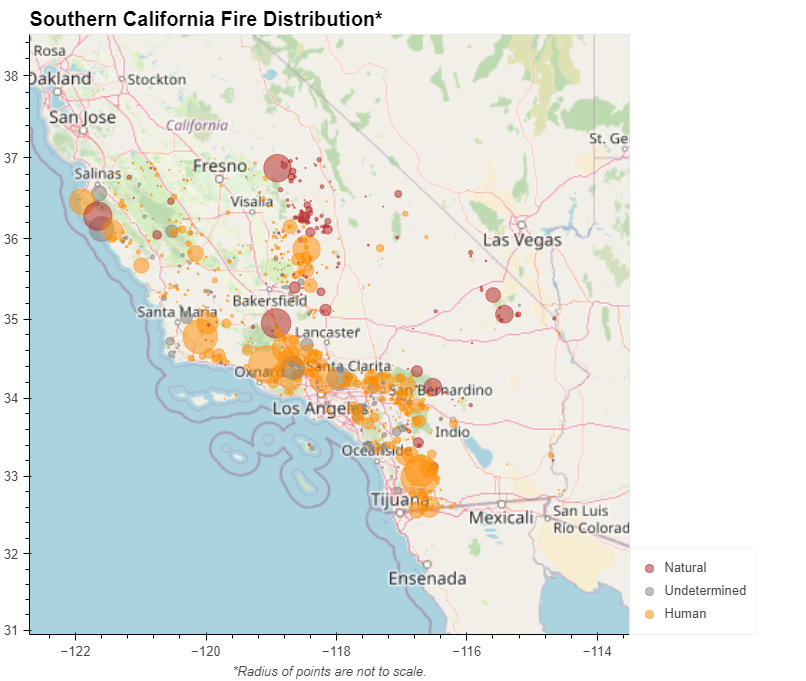 Southern California Fire Distribution*
Rosa
38
Oakland
Stockton
San Jose
California
St. Ge
37
Fresno
Salinas
Visalia
36
Las Vegas
Bakersfield
35
Santa Maria
Lancaster
Santa Clarita
Oxnard
34
San Bernardino
Los Angeles
Indio
Oceanside
33
Tijuana
Mexicali
San Luis
Río Colorad
32
Ensenada
31
−122
−120
−118
−116
−114
Natural
Undetermined
Human
*Radius of points are not to scale.